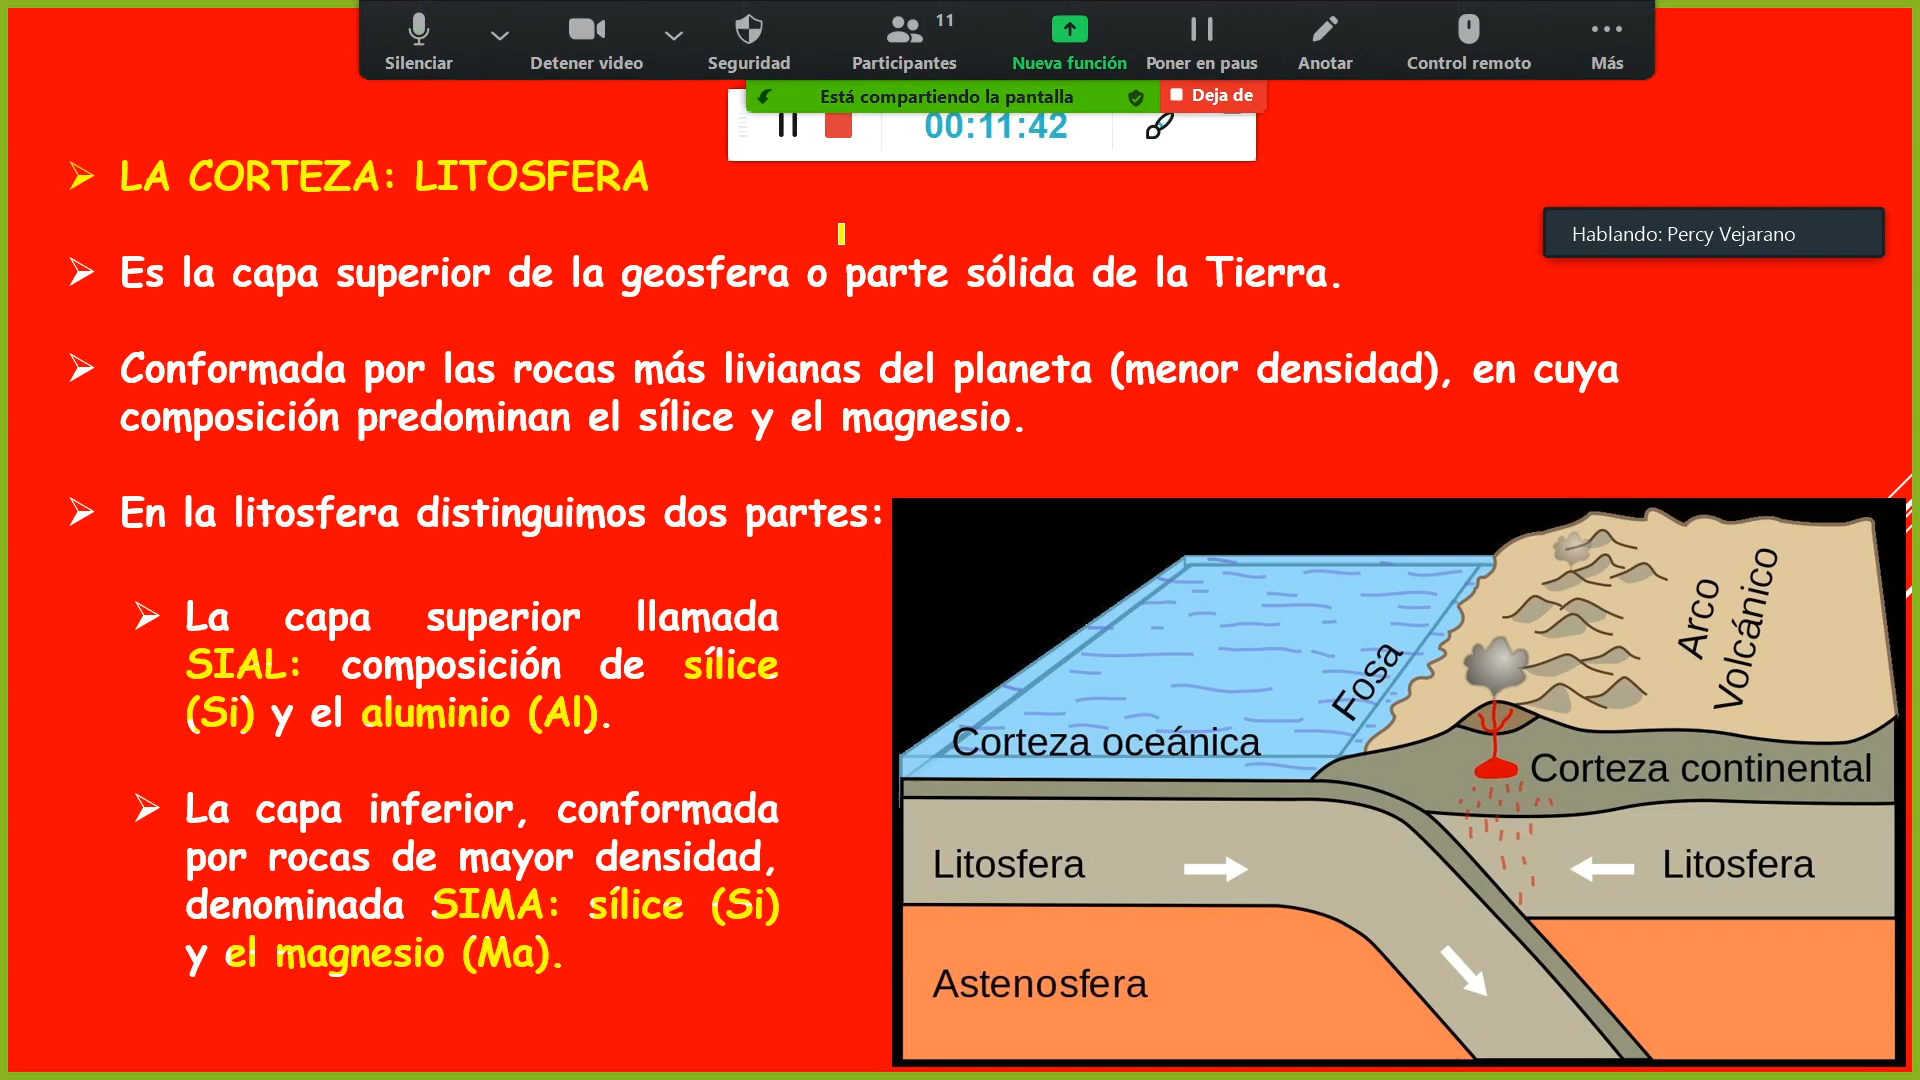 Silenciar
Detener video
Seguridad
Participantes
11
Nueva función
Poner en paus
Anotar
Control remoto
Más
Está compartiendo la pantalla
Deja de
00:11:42
Hablando: Percy Vejarano
LA CORTEZA: LITOSFERA
Es la capa superior de la geosfera o parte sólida de la Tierra.
Conformada por las rocas más livianas del planeta (menor densidad), en cuya
composición predominan el sílice y el magnesio.
En la litosfera distinguimos dos partes:
La capa superior llamada
SIAL: composición de sílice
(Si) y el aluminio (Al).
La capa inferior, conformada
por rocas de mayor densidad,
denominada SIMA: sílice (Si)
y el magnesio (Ma).
Fosa
Arco
Volcánico
Corteza oceánica
Corteza continental
Litosfera
Litosfera
Astenosfera